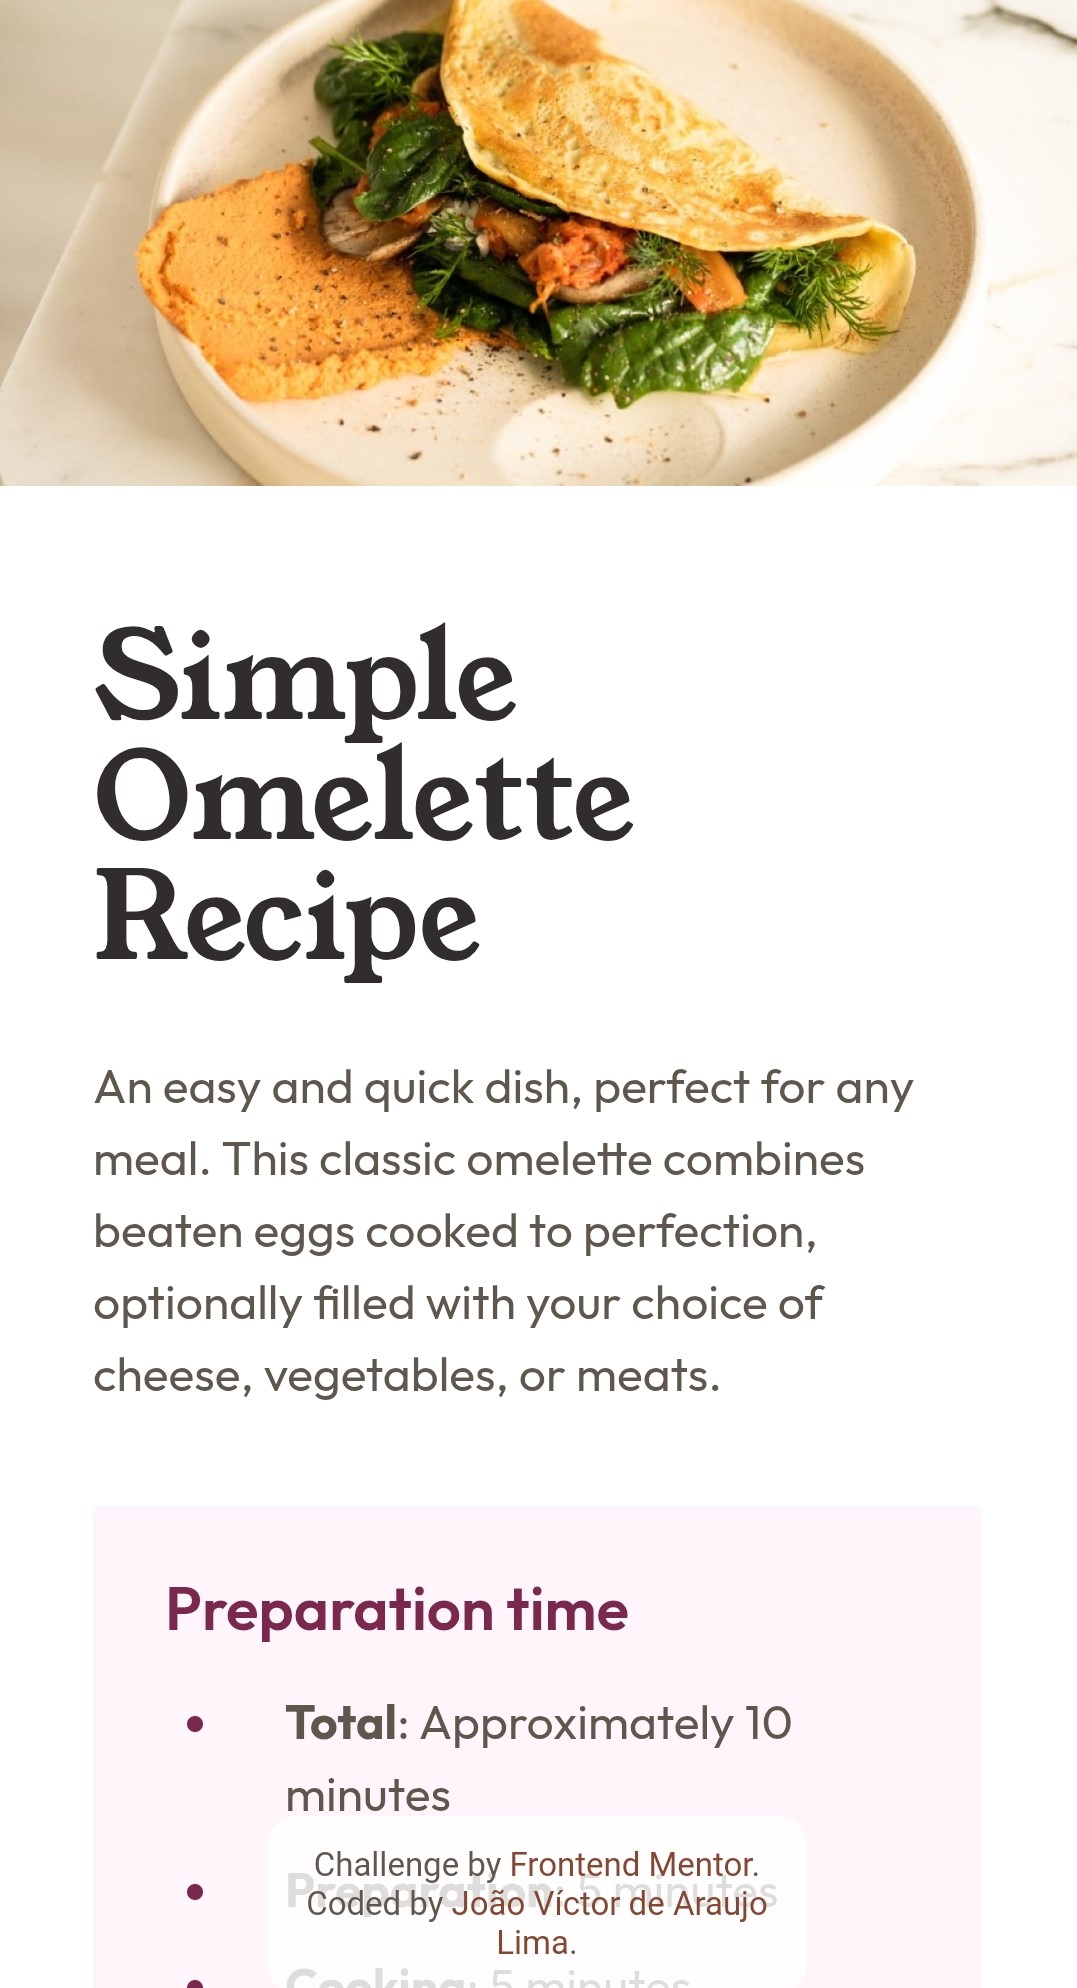 Simple
Omelette
Recipe
An easy and quick dish, perfect for any
meal. This classic omelette combines
beaten eggs cooked to perfection,
optionally filled with your choice of
cheese, vegetables, or meats.
Preparation time
• Total: Approximately 10
minutes
• Preparation: 5 minutes
Challenge by Frontend Mentor.
Coded by João Víctor de Araujo
Lima.
• Cooking: 5 minutes